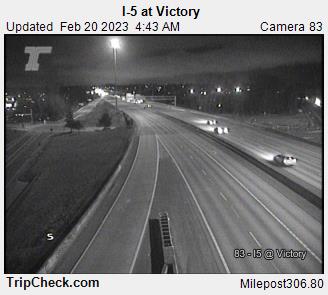 I-5 at Victory
Updated Feb 20 2023 4:43 AM Camera 83
T
S
83 - I5 @ Victory
TripCheck.com Milepost306.80